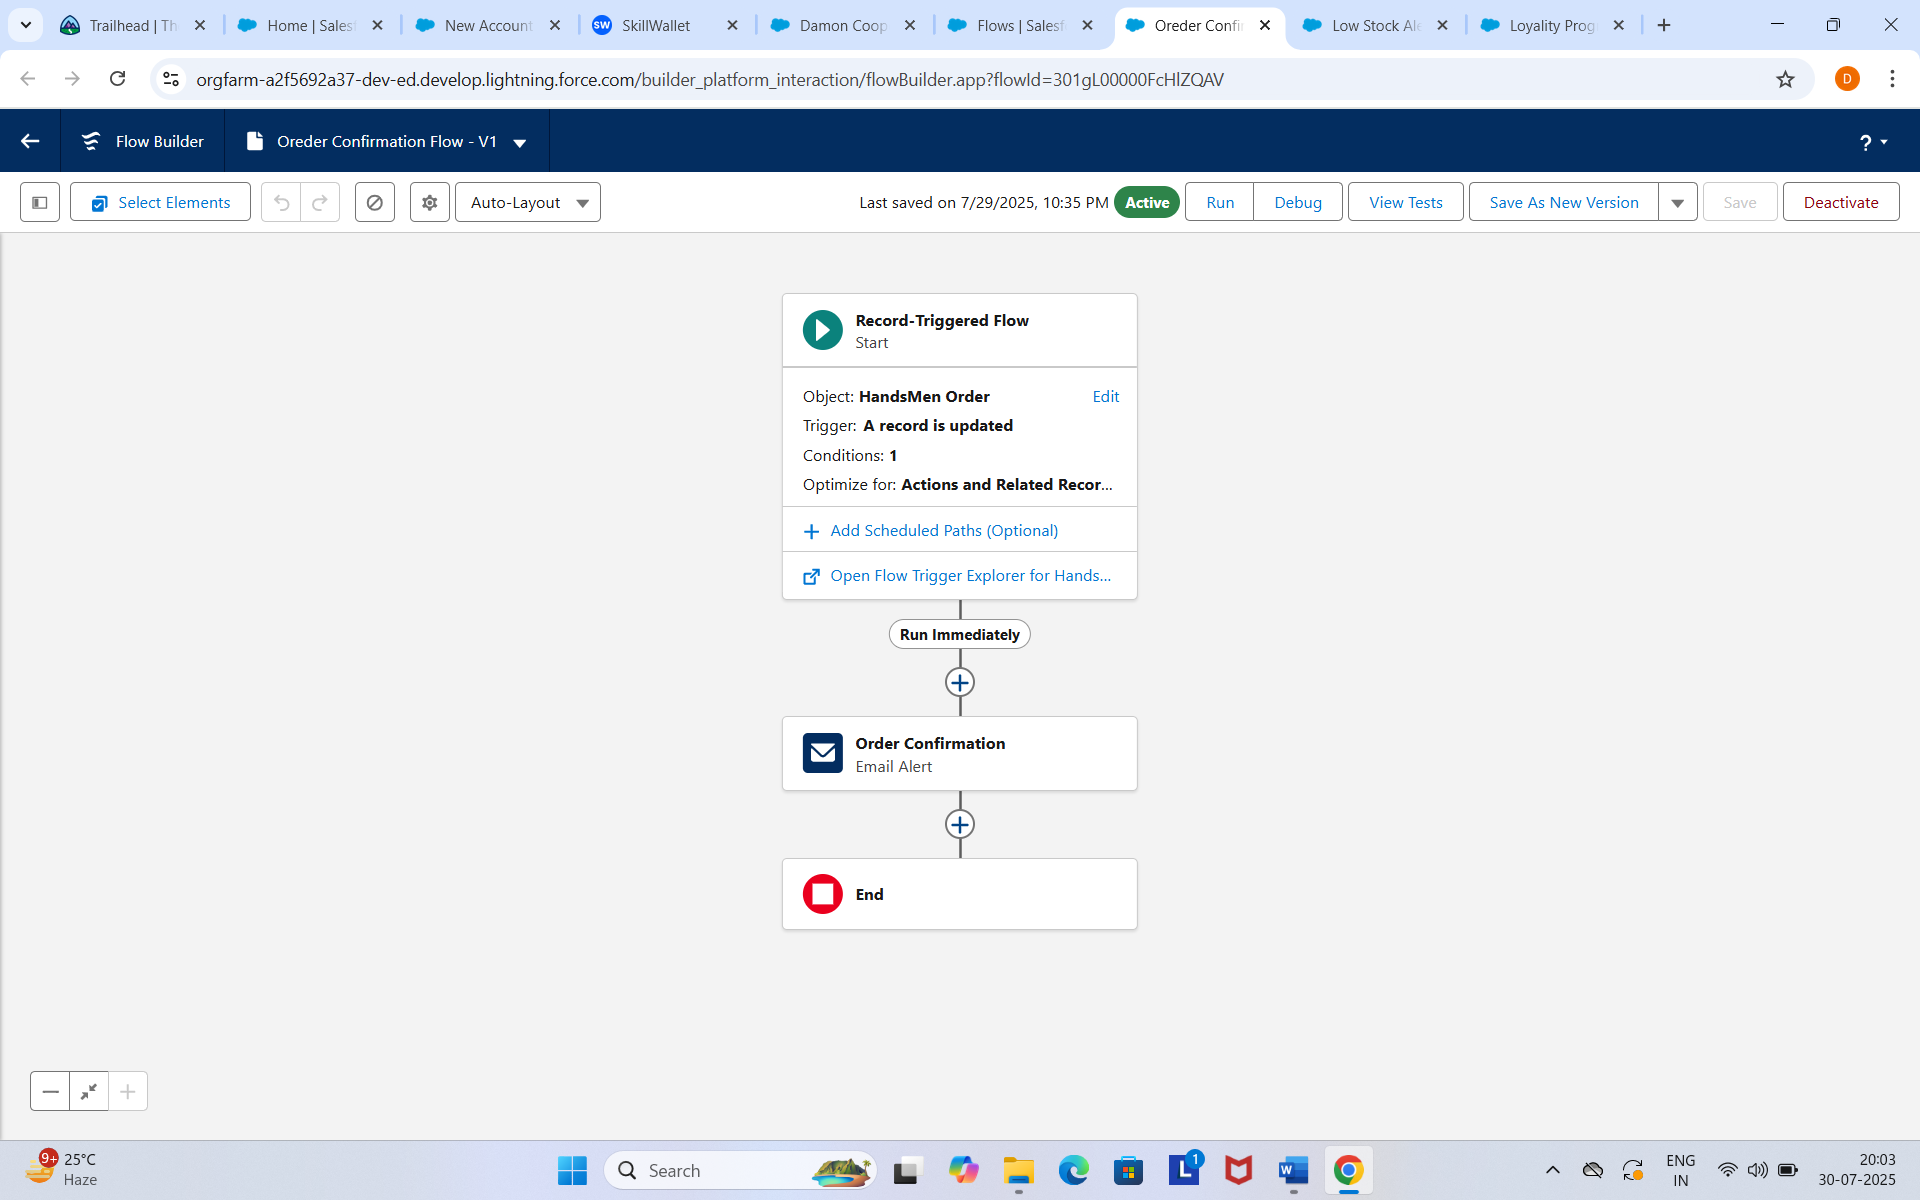 Trailhead | Th
Home | Salesf
New Account
SW
SkillWallet
Damon Coop
Flows | Salesf
Oreder Confir
Low Stock Ale
Loyality Prog
orgfarm-a2f5692a37-dev-ed.develop.lightning.force.com/builder_platform_interaction/flowBuilder.app?flowId=301gL00000FcHlZQAV
D
Flow Builder
Oreder Confirmation Flow - V1
?
Select Elements
Auto-Layout
Last saved on 7/29/2025, 10:35 PM
Active
Run
Debug
View Tests
Save As New Version
Save
Deactivate
Record-Triggered Flow
Start
Object: HandsMen Order
Edit
Trigger: A record is updated
Conditions: 1
Optimize for: Actions and Related Recor...
Add Scheduled Paths (Optional)
Open Flow Trigger Explorer for Hands...
Run Immediately
Order Confirmation
Email Alert
End
9+
25°C
Haze
Search
L
1
W
ENG
IN
20:03
30-07-2025